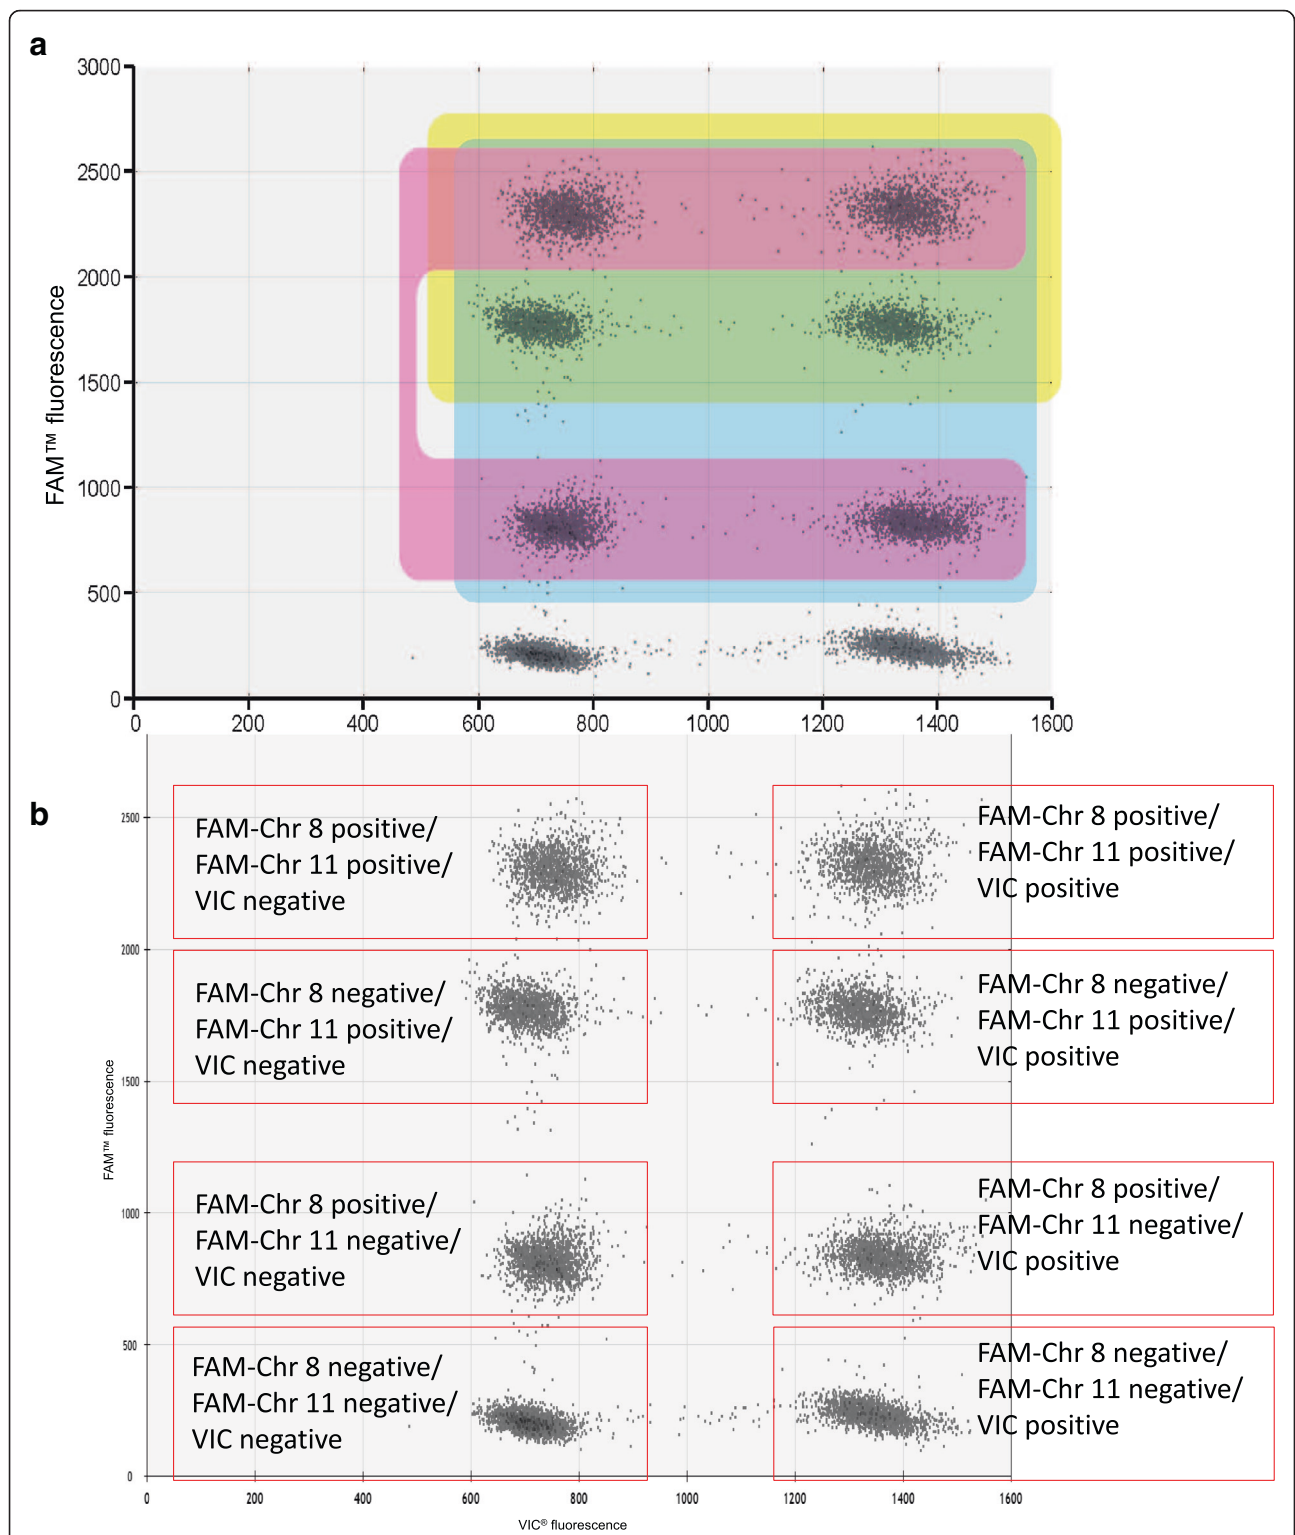 a
3000
2500
2000
1500
1000
500
0
FAM™ fluorescence
0 200 400 600 800 1000 1200 1400 1600
b
FAM-Chr 8 positive/
FAM-Chr 11 positive/
VIC negative
FAM-Chr 8 positive/
FAM-Chr 11 positive/
VIC positive
FAM-Chr 8 negative/
FAM-Chr 11 positive/
VIC negative
FAM-Chr 8 negative/
FAM-Chr 11 positive/
VIC positive
FAM-Chr 8 positive/
FAM-Chr 11 negative/
VIC negative
FAM-Chr 8 positive/
FAM-Chr 11 negative/
VIC positive
FAM-Chr 8 negative/
FAM-Chr 11 negative/
VIC negative
FAM-Chr 8 negative/
FAM-Chr 11 negative/
VIC positive
2500
2000
1500
1000
500
0
FAM™ fluorescence
0 200 400 600 800 1000 1200 1400 1600
VIC® fluorescence